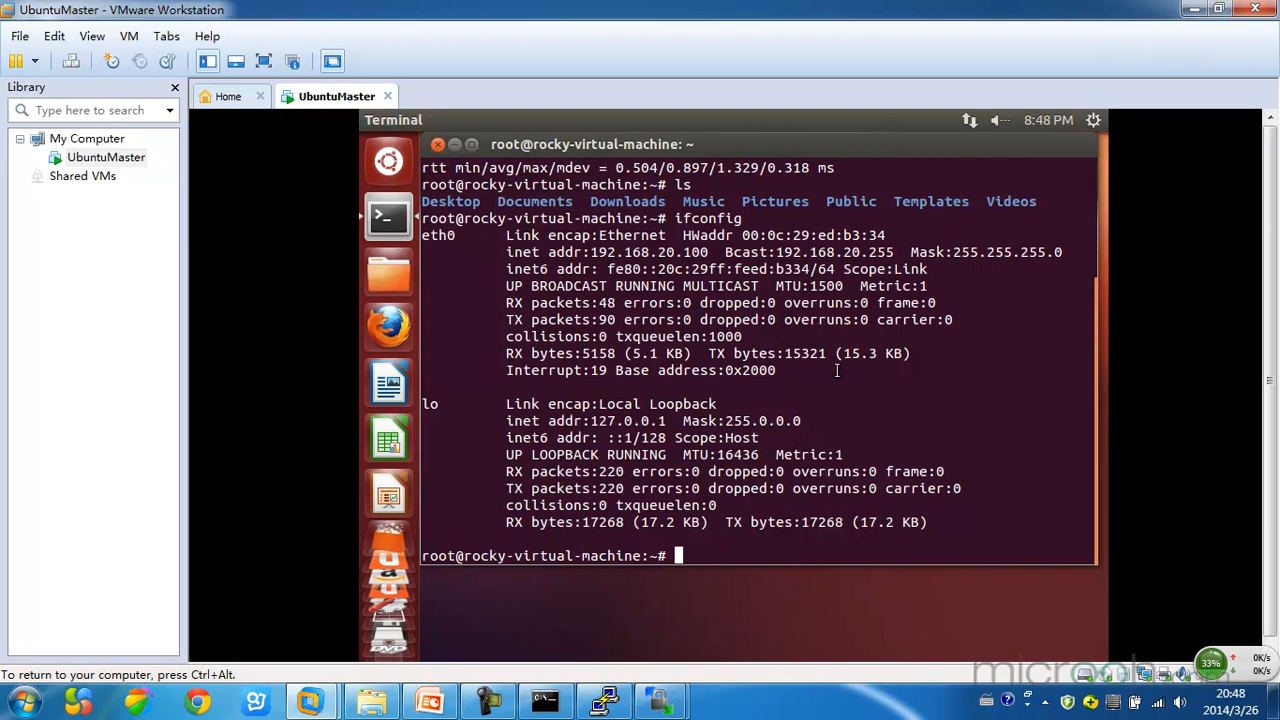 UbuntuMaster - VMware Workstation
File Edit View VM Tabs Help
Library
Type here to search
My Computer
UbuntuMaster
Shared VMs
Home
UbuntuMaster
Terminal
8:48 PM
root@rocky-virtual-machine: ~
rtt min/avg/max/mdev = 0.504/0.897/1.329/0.318 ms
root@rocky-virtual-machine:~# ls
Desktop Documents Downloads Music Pictures Public Templates Videos
root@rocky-virtual-machine:~# ifconfig
eth0 Link encap:Ethernet HWaddr 00:0c:29:ed:b3:34
inet addr:192.168.20.100 Bcast:192.168.20.255 Mask:255.255.255.0
inet6 addr: fe80::20c:29ff:feed:b334/64 Scope:Link
UP BROADCAST RUNNING MULTICAST MTU:1500 Metric:1
RX packets:48 errors:0 dropped:0 overruns:0 frame:0
TX packets:90 errors:0 dropped:0 overruns:0 carrier:0
collisions:0 txqueuelen:1000
RX bytes:5158 (5.1 KB) TX bytes:15321 (15.3 KB)
Interrupt:19 Base address:0x2000
lo Link encap:Local Loopback
inet addr:127.0.0.1 Mask:255.0.0.0
inet6 addr: ::1/128 Scope:Host
UP LOOPBACK RUNNING MTU:16436 Metric:1
RX packets:220 errors:0 dropped:0 overruns:0 frame:0
TX packets:220 errors:0 dropped:0 overruns:0 carrier:0
collisions:0 txqueuelen:0
RX bytes:17268 (17.2 KB) TX bytes:17268 (17.2 KB)
root@rocky-virtual-machine:~#
To return to your computer, press Ctrl+Alt.
33%
0K/s
0K/s
20:48
2014/3/26